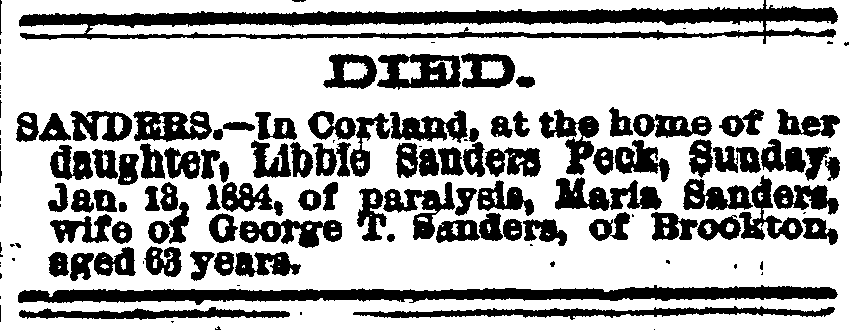 DIED.
SANDERS.—In Cortland, at the home of her
daughter, Libbie Sanders Peck, Sunday,
Jan. 13, 1884, of paralysis, Maria Sanders,
wife of George T. Sanders, of Brookton,
aged 63 years.